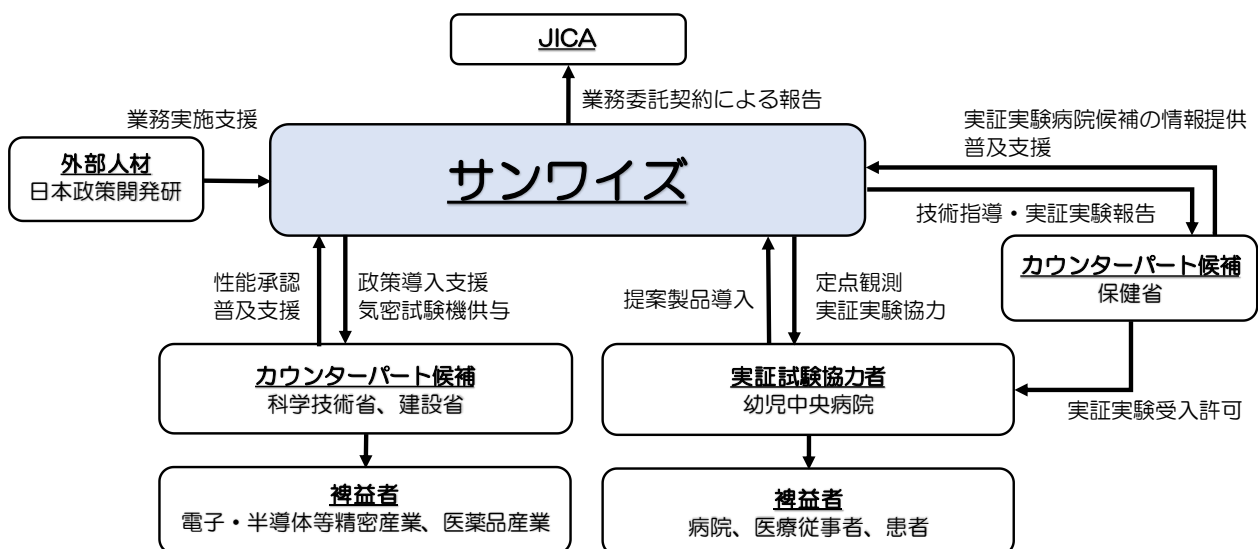 JICA
業務委託契約による報告
業務実施支援
外部人材
日本政策開発研
サンワイズ
実証実験病院候補の情報提供
普及支援
技術指導・実証実験報告
カウンターパート候補
保健省
性能承認
普及支援
政策導入支援
気密試験機供与
提案製品導入
定点観測
実証実験協力
カウンターパート候補
科学技術省、建設省
実証試験協力者
幼児中央病院
実証実験受入許可
裨益者
電子・半導体等精密産業、医薬品産業
裨益者
病院、医療従事者、患者